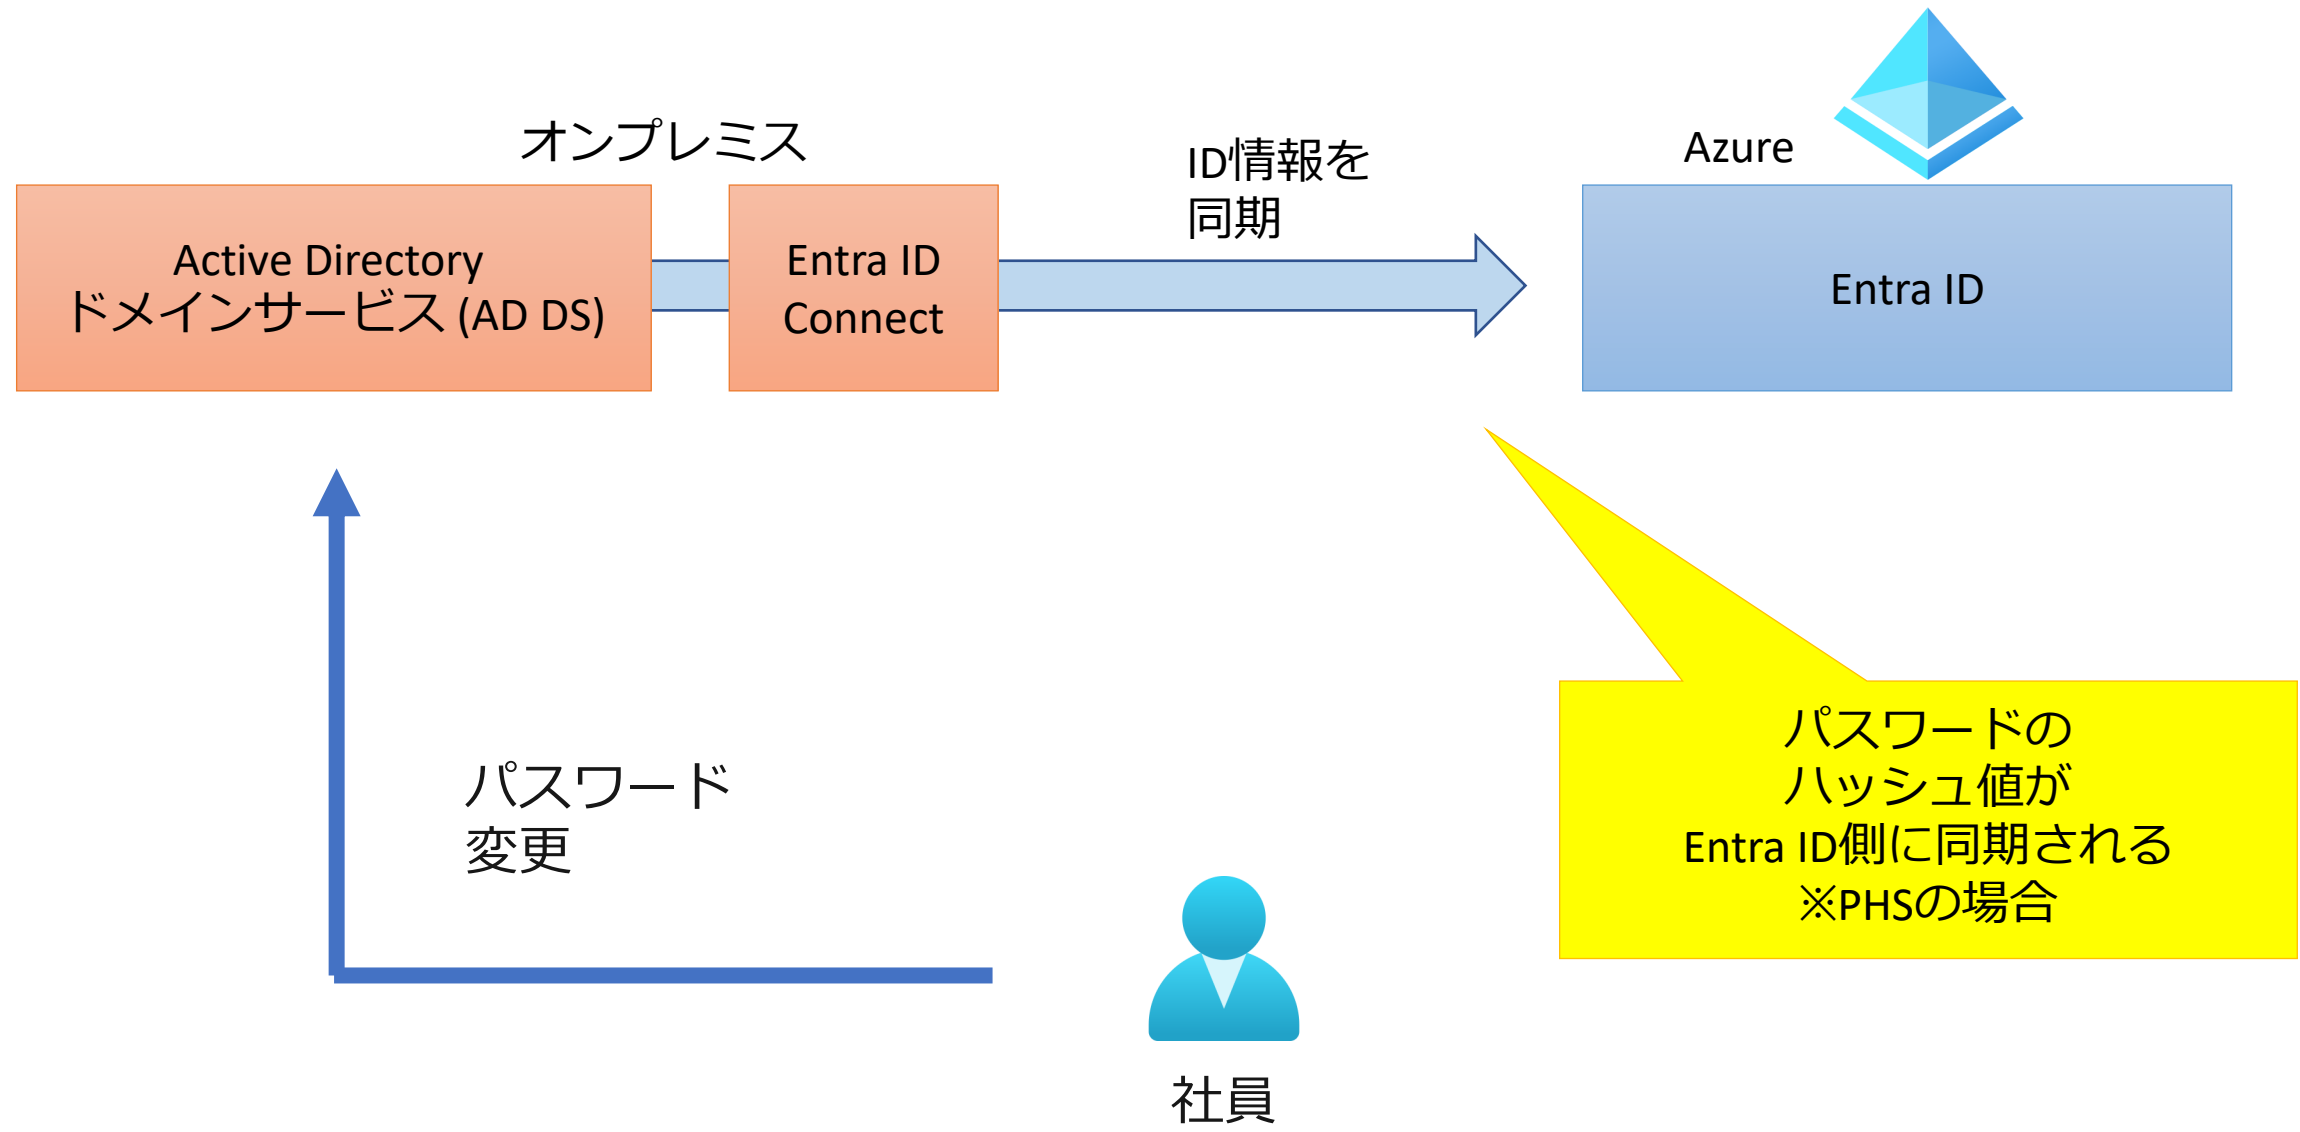 オンプレミス
Active Directory
ドメインサービス (AD DS)
Entra ID
Connect
ID情報を
同期
Azure
Entra ID
パスワード
変更
社員
パスワードの
ハッシュ値が
Entra ID側に同期される
※PHSの場合